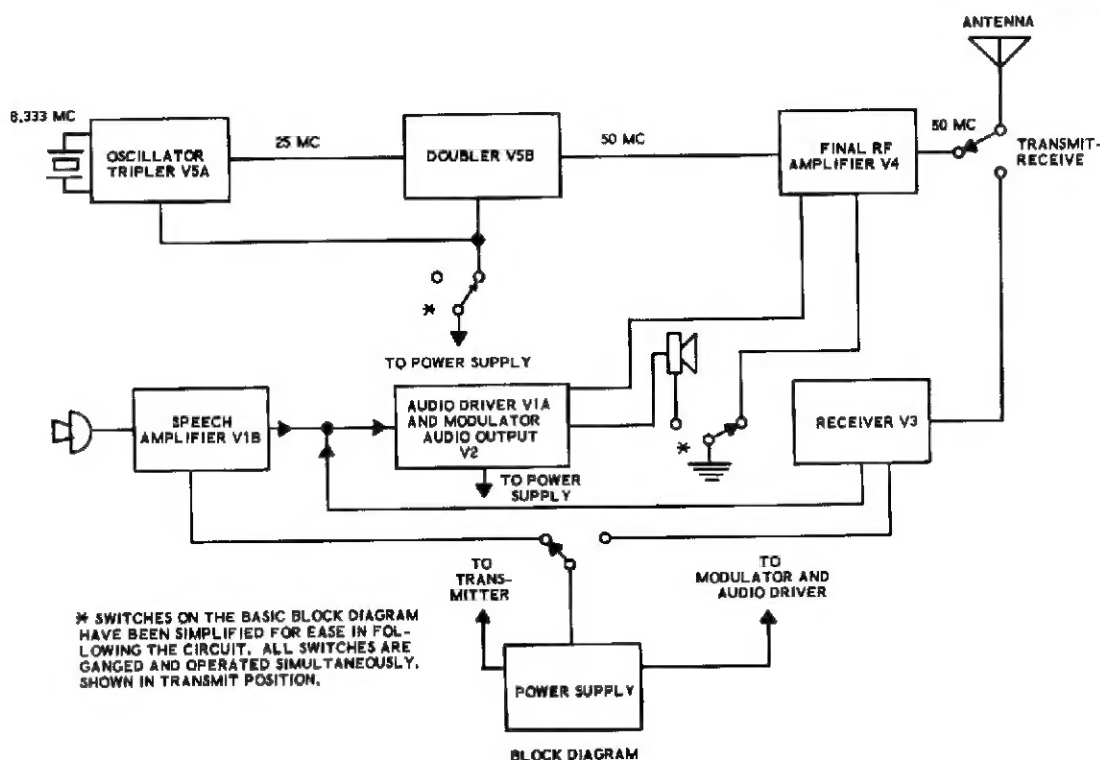 ANTENNA
8.333 MC
OSCILLATOR
TRIPLER V5A
25 MC
DOUBLER V5B
50 MC
FINAL RF
AMPLIFIER V4
50 MC
TRANSMIT-
RECEIVE
*
TO POWER SUPPLY
SPEECH
AMPLIFIER V1B
AUDIO DRIVER V1A
AND MODULATOR
AUDIO OUTPUT
V2
*
RECEIVER V3
TO POWER
SUPPLY
TO
TRANS-
MITTER
TO
MODULATOR AND
AUDIO DRIVER
* SWITCHES ON THE BASIC BLOCK DIAGRAM
HAVE BEEN SIMPLIFIED FOR EASE IN FOL-
LOWING THE CIRCUIT. ALL SWITCHES ARE
GANGED AND OPERATED SIMULTANEOUSLY.
SHOWN IN TRANSMIT POSITION.
POWER SUPPLY
BLOCK DIAGRAM